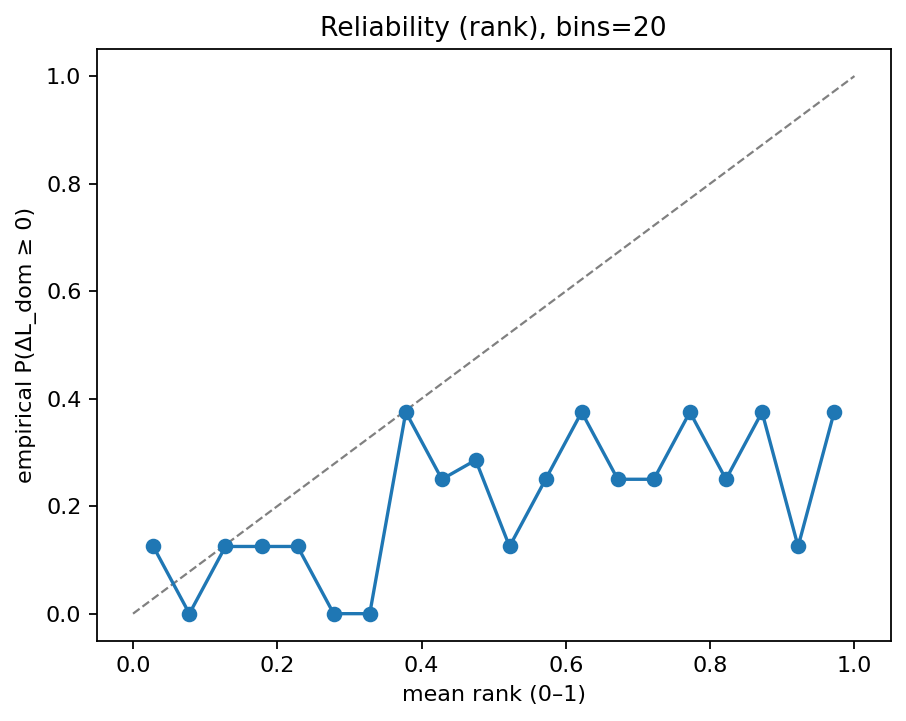 Reliability (rank), bins=20
empirical P(ΔL_dom ≥ 0)
1.0
0.8
0.6
0.4
0.2
0.0
0.0 0.2 0.4 0.6 0.8 1.0
mean rank (0–1)